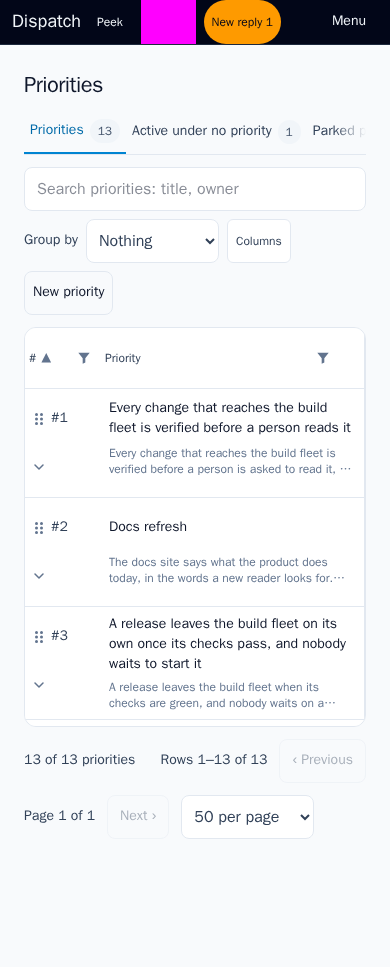 Dispatch Peek New reply 1 Menu
Priorities
Priorities 13 Active under no priority 1 Parked p
Search priorities: title, owner
Group by Nothing Columns
New priority
# ▲ Priority
#1 Every change that reaches the build
fleet is verified before a person reads it
Every change that reaches the build fleet is
verified before a person is asked to read it, ...
#2 Docs refresh
The docs site says what the product does
today, in the words a new reader looks for....
#3 A release leaves the build fleet on its
own once its checks pass, and nobody
waits to start it
A release leaves the build fleet when its
checks are green, and nobody waits on a...
13 of 13 priorities Rows 1–13 of 13 ‹ Previous
Page 1 of 1 Next › 50 per page